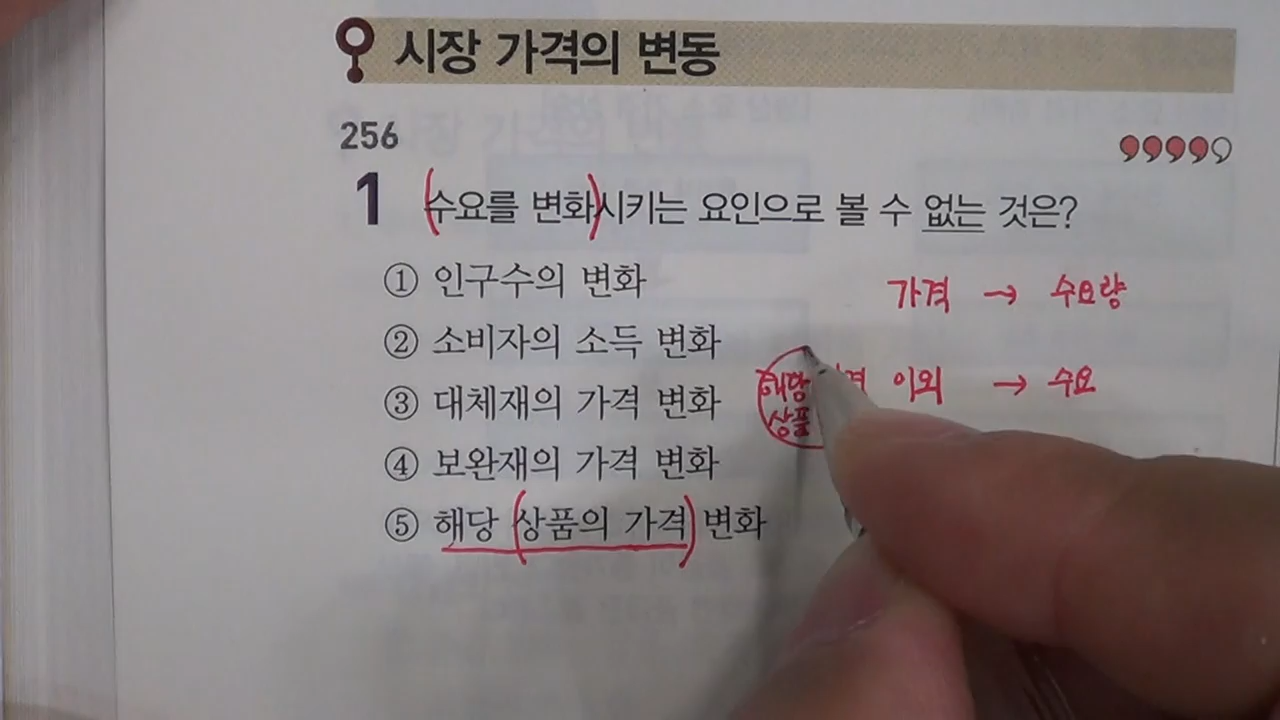 시장 가격의 변동
256
1 수요를 변화시키는 요인으로 볼 수 없는 것은?
① 인구수의 변화
가격 → 수요량
② 소비자의 소득 변화
③ 대체재의 가격 변화
해당 이외 → 수요
상품
④ 보완재의 가격 변화
⑤ 해당 상품의 가격 변화